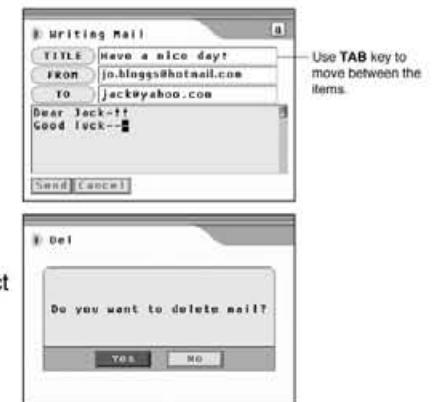 Writing Mail
a
TITLE Have a nice day!
FROM jo.bloggs@hotmail.com
TO jack@yahoo.com
Dear Jack-!!
Good luck--
Send Cancel
Use TAB key to
move between the
items.
Del
ct
Do you want to delete mail?
YES NO